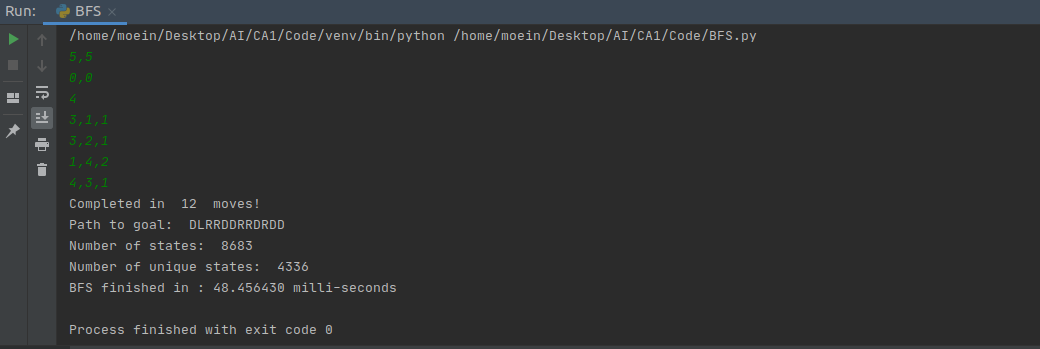 Run: BFS ×
/home/moein/Desktop/AI/CA1/Code/venv/bin/python /home/moein/Desktop/AI/CA1/Code/BFS.py
5,5
0,0
4
3,1,1
3,2,1
1,4,2
4,3,1
Completed in  12  moves!
Path to goal:  DLRRDDRRDRDD
Number of states:  8683
Number of unique states:  4336
BFS finished in : 48.456430 milli-seconds
Process finished with exit code 0